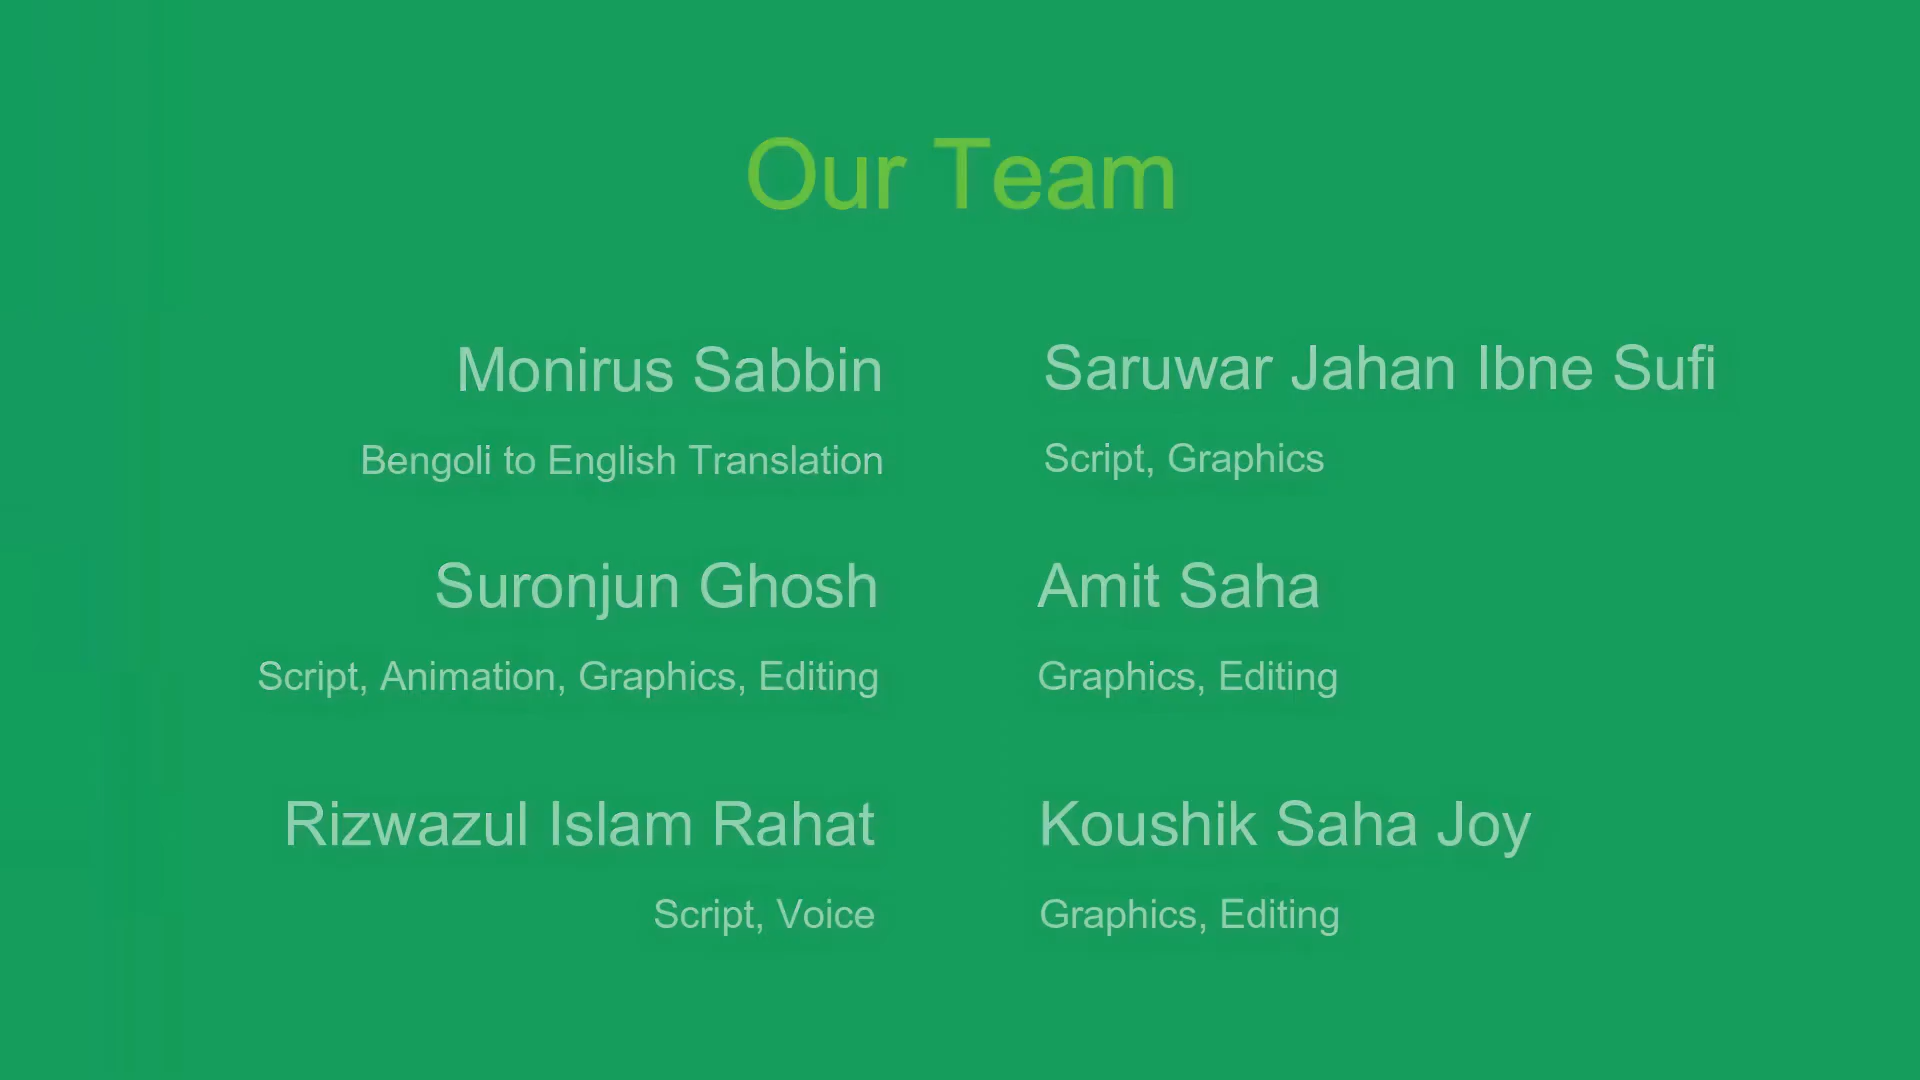 Our Team
Monirus Sabbin
Bengoli to English Translation
Saruwar Jahan Ibne Sufi
Script, Graphics
Suronjun Ghosh
Script, Animation, Graphics, Editing
Amit Saha
Graphics, Editing
Rizwazul Islam Rahat
Script, Voice
Koushik Saha Joy
Graphics, Editing